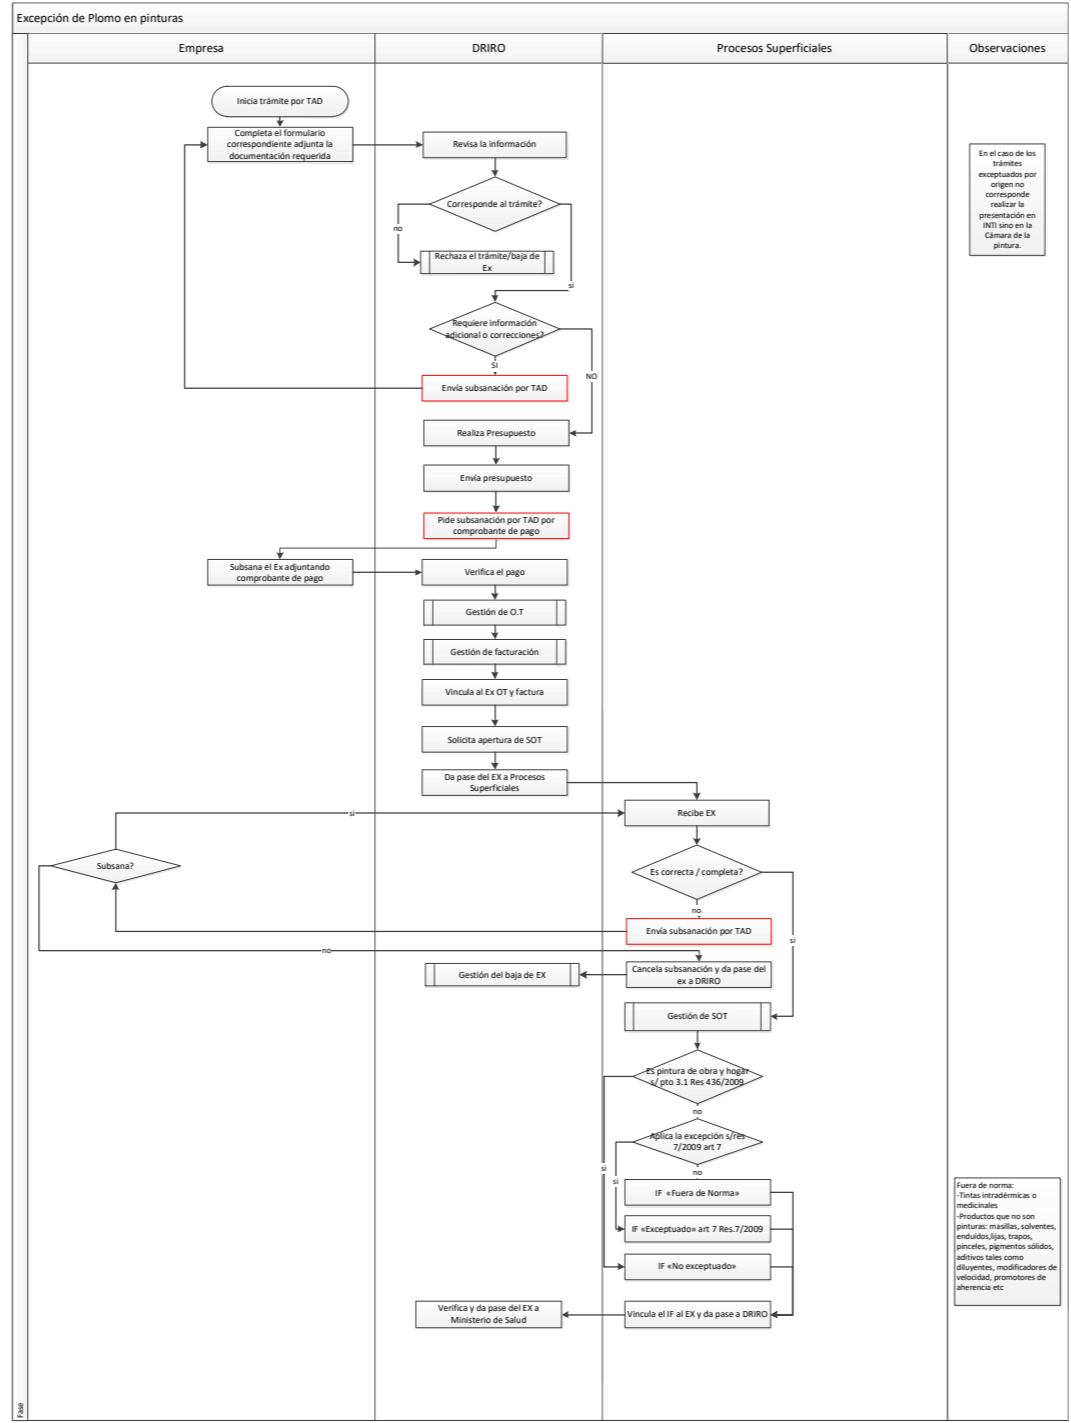 Excepción de Plomo en pinturas
Empresa
DRIRO
Procesos Superficiales
Observaciones
Inicia trámite por TAD
Completa el formulario
correspondiente adjunta la
documentación requerida
Revisa la información
En el caso de los
trámites
exceptuados por
origen no
corresponde
realizar la
presentación en
INTI sino en la
Cámara de la
pintura.
Corresponde al trámite?
no
Rechaza el trámite/baja de
Ex
si
Requiere información
adicional o correcciones?
SI
NO
Envía subsanación por TAD
Realiza Presupuesto
Envía presupuesto
Pide subsanación por TAD por
comprobante de pago
Subsana el Ex adjuntando
comprobante de pago
Verifica el pago
Gestión de O.T
Gestión de facturación
Vincula al Ex OT y factura
Solicita apertura de SOT
Da pase del EX a Procesos
Superficiales
si
Recibe EX
Subsana?
Es correcta / completa?
no
Envía subsanación por TAD
si
no
Cancela subsanación y da pase del
ex a DRIRO
Gestión del baja de EX
Gestión de SOT
Es pintura de obra y hogar
s/ pto 3.1 Res 436/2009
no
Aplica la excepción s/res
7/2009 art 7
si
si
no
IF «Fuera de Norma»
IF «Exceptuado» art 7 Res.7/2009
IF «No exceptuado»
Fuera de norma:
-Tintas intradérmicas o
medicinales
-Productos que no son
pinturas: masillas, solventes,
enduídos,lijas, trapos,
pinceles, pigmentos sólidos,
aditivos tales como
diluyentes, modificadores de
velocidad, promotores de
aherencia etc
Verifica y da pase del EX a
Ministerio de Salud
Vincula el IF al EX y da pase a DRIRO
Fase